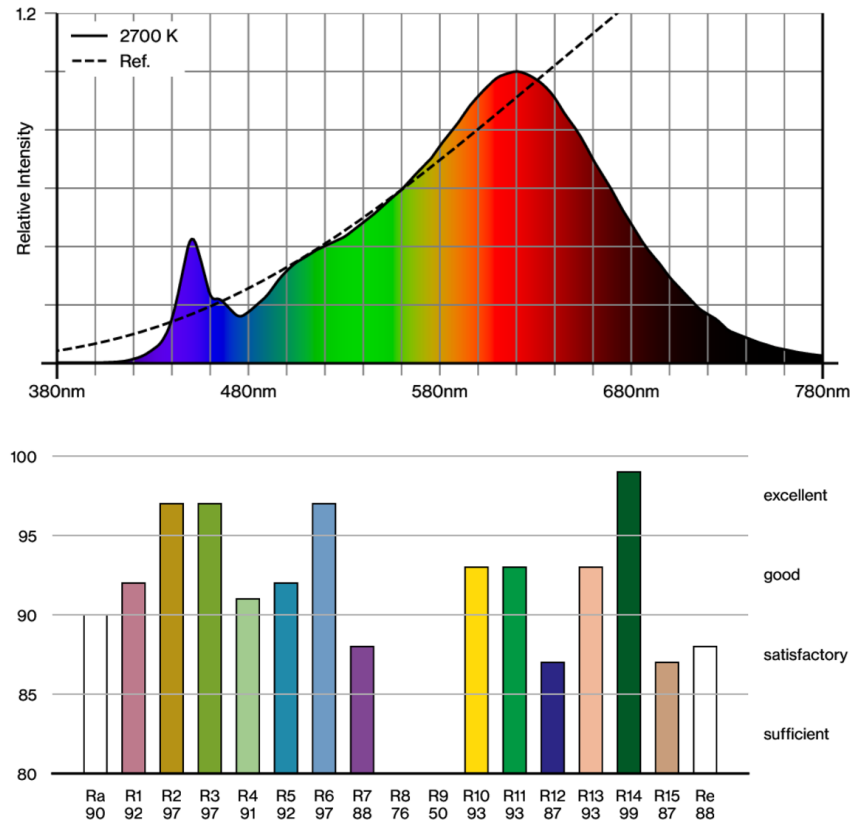 1.2
2700 K
Ref.
Relative Intensity
380nm 480nm 580nm 680nm 780nm
100
excellent
95
good
90
satisfactory
85
sufficient
80
Ra R1 R2 R3 R4 R5 R6 R7 R8 R9 R10 R11 R12 R13 R14 R15 Re
90 92 97 97 91 92 97 88 76 50 93 93 87 93 99 87 88